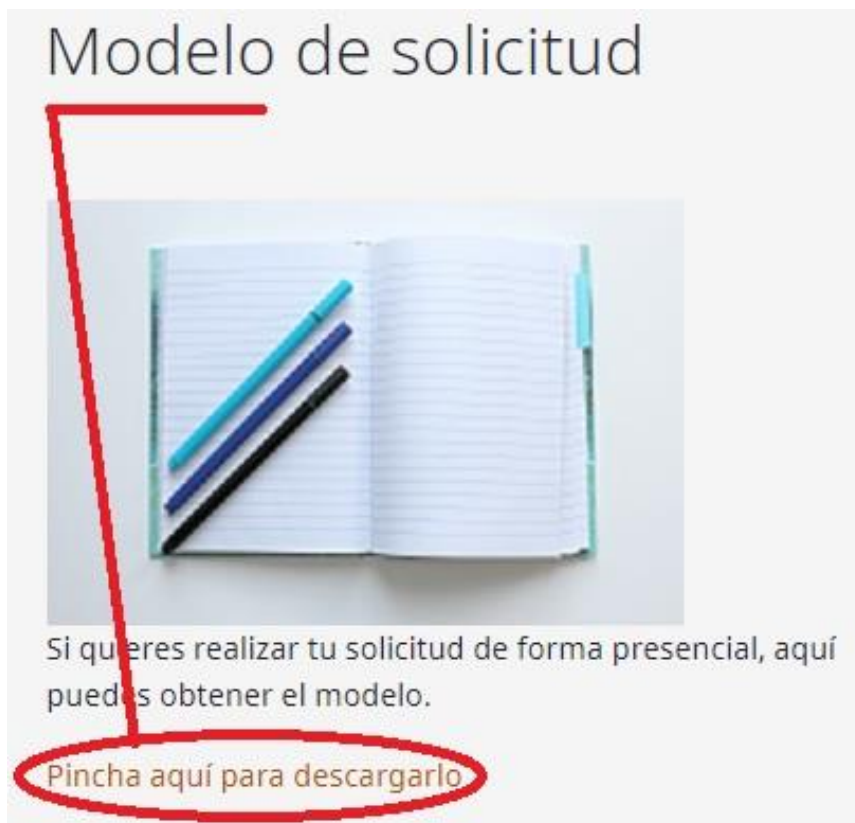 Modelo de solicitud
Si quieres realizar tu solicitud de forma presencial, aquí
puedes obtener el modelo.
Pincha aquí para descargarlo